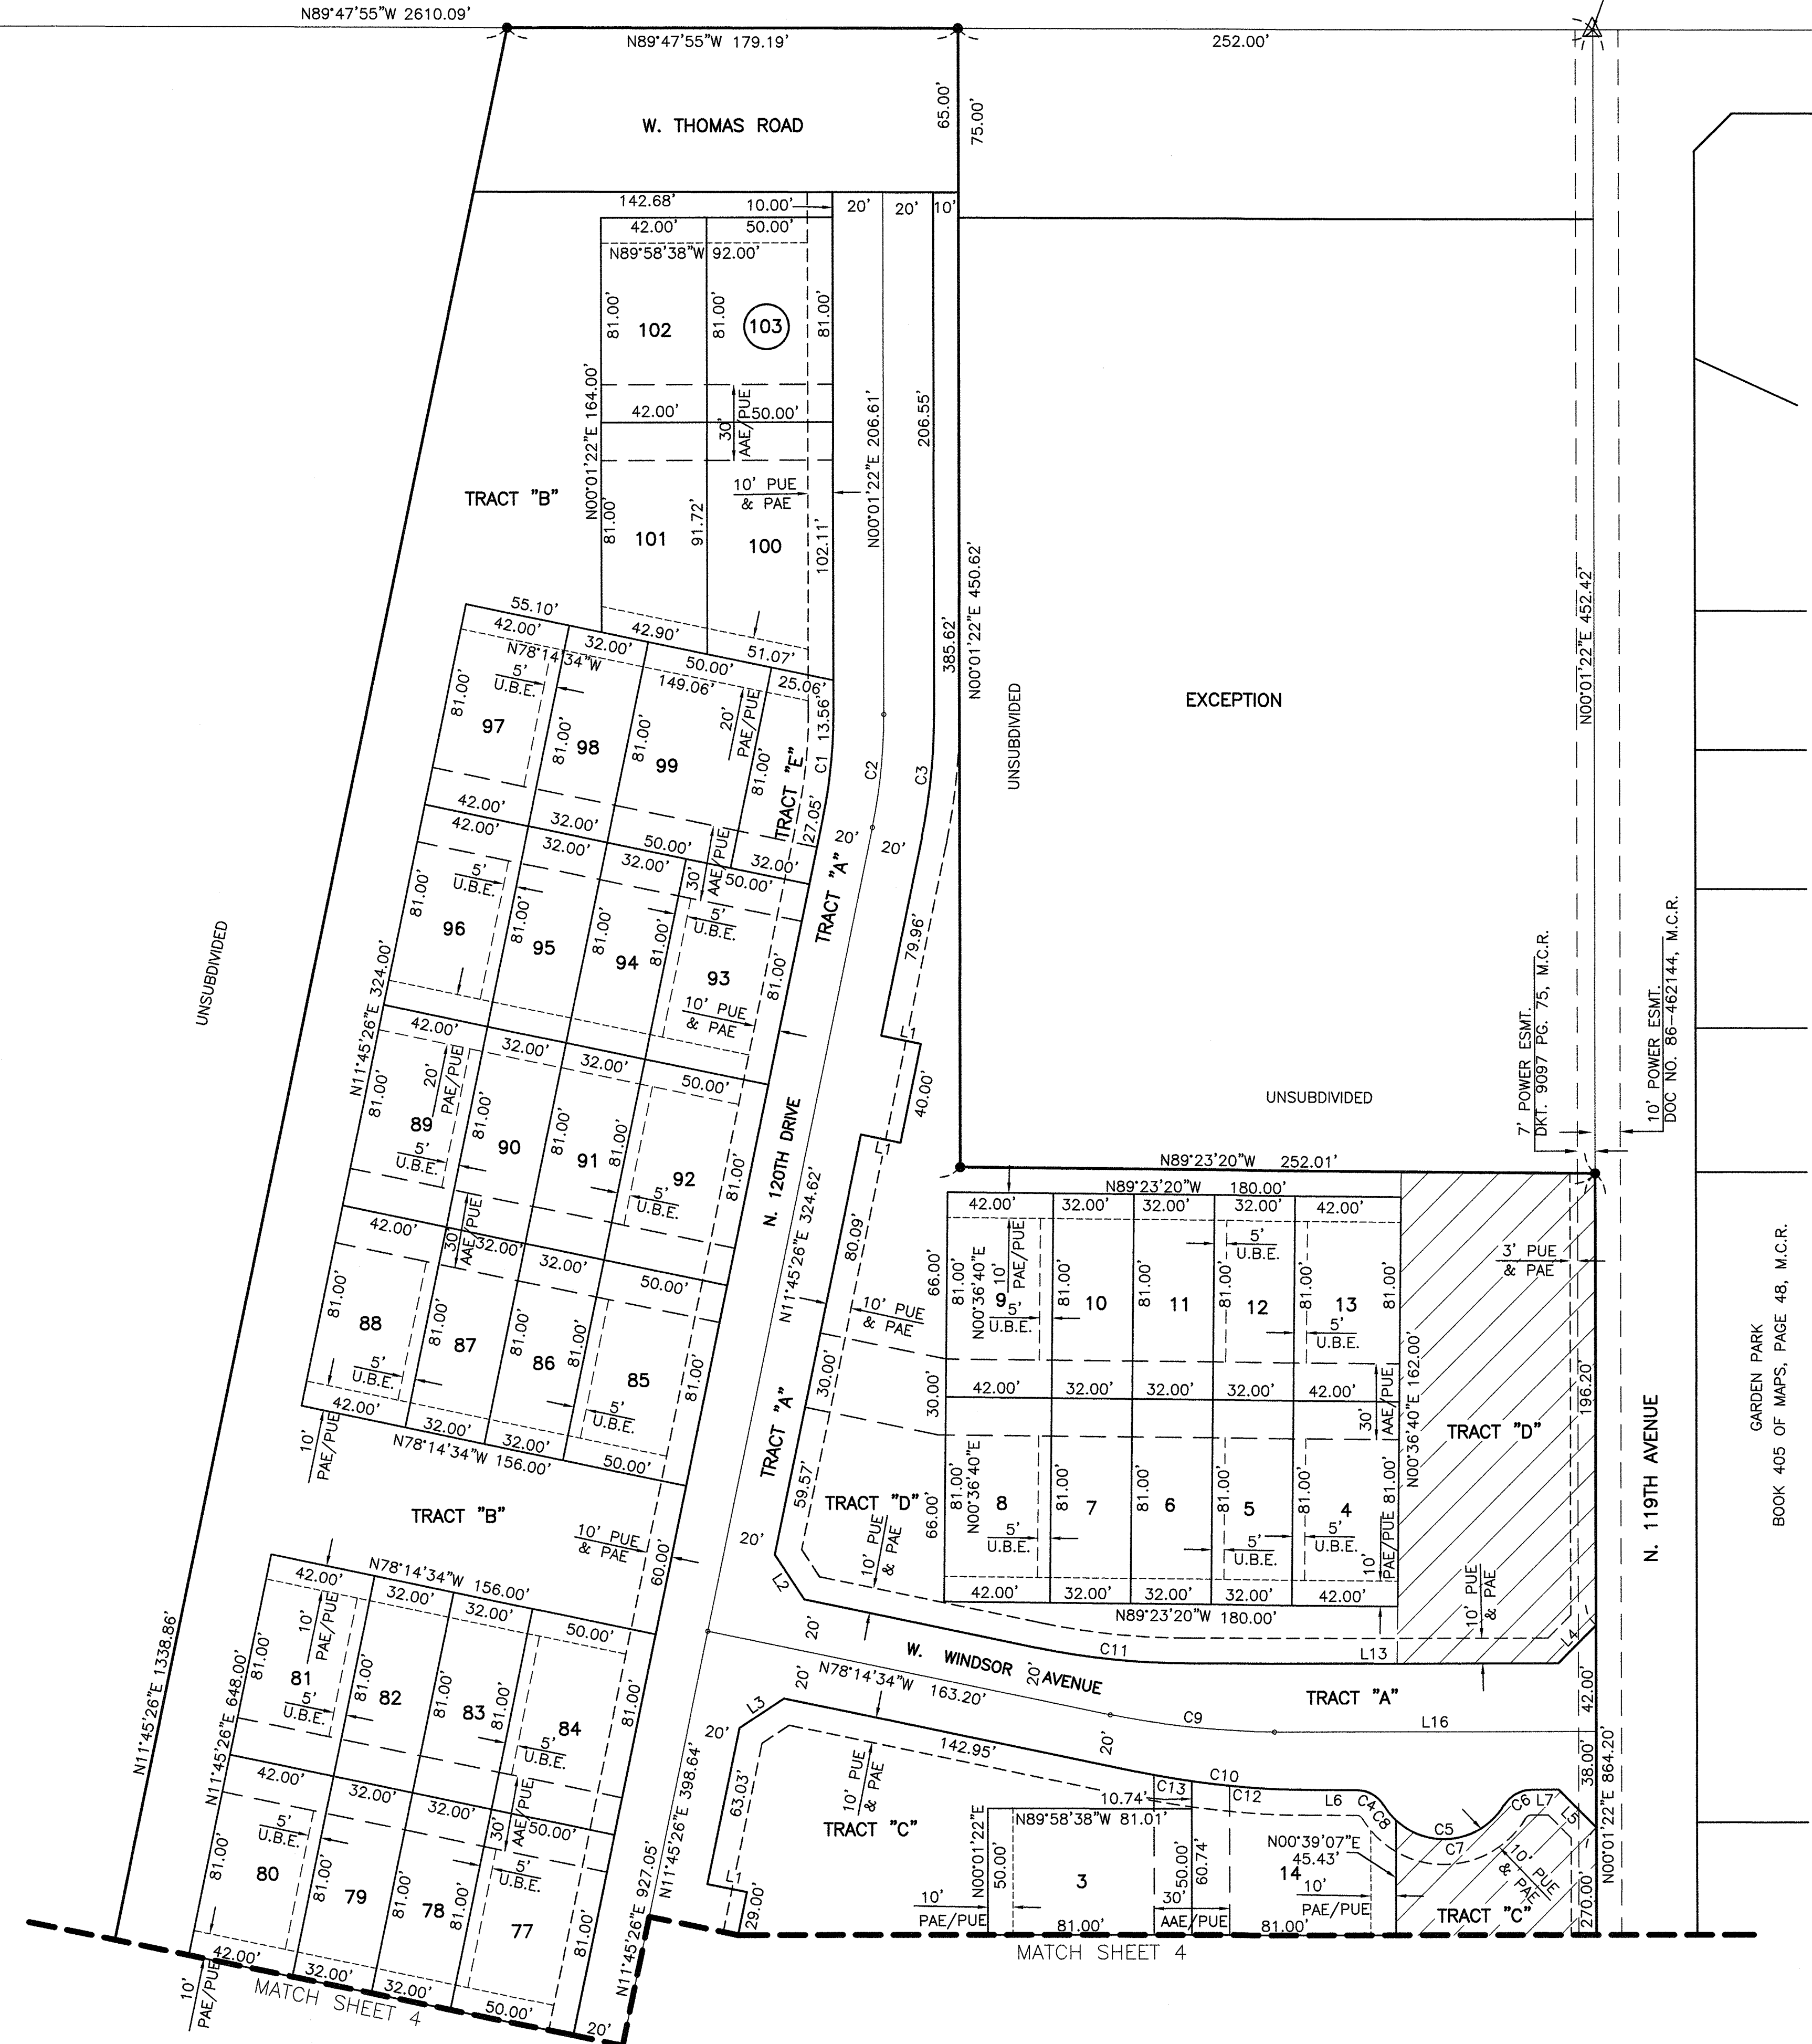 N89°47'55"W 2610.09'
N89°47'55"W 179.19'
252.00'
65.00'
75.00'
W. THOMAS ROAD
142.68'
10.00'
20'
20'
10'
42.00'
50.00'
N89°58'38"W 92.00'
81.00'
102
81.00'
103
81.00'
N00°01'22"E 164.00'
42.00'
50.00'
30'
AAE/PUE
N00°01'22"E 206.61'
206.55'
TRACT "B"
10' PUE
& PAE
81.00'
101
91.72'
100
102.11'
385.62'
N00°01'22"E 450.62'
UNSUBDIVIDED
EXCEPTION
N00°01'22"E 452.42'
55.10'
42.00'
32.00'
42.90'
50.00'
51.07'
N78°14'34"W
149.06'
25.06'
13.56'
5'
U.B.E.
20'
PAE/PUE
81.00'
97
81.00'
98
81.00'
99
81.00'
TRACT "E"
C1
C2
C3
27.05'
20'
20'
42.00'
32.00'
50.00'
32.00'
42.00'
32.00'
32.00'
50.00'
30'
AAE/PUE
TRACT "A"
5'
U.B.E.
5'
U.B.E.
81.00'
96
81.00'
95
81.00'
94
81.00'
93
81.00'
10' PUE
& PAE
79.96'
UNSUBDIVIDED
N11°45'26"E 324.00'
42.00'
32.00'
32.00'
50.00'
L1
40.00'
L1
20'
PAE/PUE
81.00'
89
81.00'
90
81.00'
91
81.00'
92
81.00'
5'
U.B.E.
5'
U.B.E.
N. 120TH DRIVE
UNSUBDIVIDED
7' POWER ESMT.
DKT. 9097 PG. 75, M.C.R.
10' POWER ESMT.
DOC NO. 86-462144, M.C.R.
N89°23'20"W 252.01'
42.00'
32.00'
32.00'
50.00'
30'
AAE/PUE
81.00'
88
81.00'
87
81.00'
86
81.00'
85
81.00'
5'
U.B.E.
5'
U.B.E.
N11°45'26"E 324.62'
80.09'
10' PUE
& PAE
30.00'
59.57'
TRACT "A"
42.00'
32.00'
32.00'
50.00'
N78°14'34"W 156.00'
10'
PAE/PUE
N89°23'20"W 180.00'
42.00'
32.00'
32.00'
32.00'
42.00'
66.00'
81.00'
N00°36'40"E
9
10'
PAE/PUE
5'
U.B.E.
81.00'
10
81.00'
11
81.00'
12
5'
U.B.E.
81.00'
13
5'
U.B.E.
81.00'
N00°36'40"E 162.00'
3' PUE
& PAE
30.00'
42.00'
32.00'
32.00'
32.00'
42.00'
30'
AAE/PUE
TRACT "D"
196.20'
66.00'
81.00'
N00°36'40"E
8
5'
U.B.E.
81.00'
7
81.00'
6
81.00'
5
5'
U.B.E.
81.00'
4
5'
U.B.E.
81.00'
10'
PAE/PUE
42.00'
32.00'
32.00'
32.00'
42.00'
N89°23'20"W 180.00'
10' PUE
& PAE
N. 119TH AVENUE
GARDEN PARK
BOOK 405 OF MAPS, PAGE 48, M.C.R.
TRACT "D"
10' PUE
& PAE
TRACT "B"
10' PUE
& PAE
60.00'
20'
L2
20'
C11
L13
L4
W. WINDSOR AVENUE
20'
N78°14'34"W 163.20'
20'
20'
C9
TRACT "A"
L16
42.00'
38.00'
N00°01'22"E 864.20'
N78°14'34"W 156.00'
42.00'
32.00'
32.00'
50.00'
10'
PAE/PUE
81.00'
81
5'
U.B.E.
81.00'
82
81.00'
83
81.00'
84
5'
U.B.E.
81.00'
N11°45'26"E 1338.86'
N11°45'26"E 648.00'
42.00'
32.00'
32.00'
50.00'
30'
AAE/PUE
81.00'
80
5'
U.B.E.
81.00'
79
81.00'
78
81.00'
77
5'
U.B.E.
81.00'
42.00'
32.00'
32.00'
50.00'
20'
10'
PAE/PUE
MATCH SHEET 4
N11°45'26"E 398.64'
N11°45'26"E 927.05'
20'
L3
63.03'
142.95'
10' PUE
& PAE
TRACT "C"
L1
29.00'
C10
C13
C12
10.74'
L6
C4
C8
C5
C7
C6
L7
L5
N89°58'38"W 81.01'
N00°01'22"E
50.00'
3
50.00'
60.74'
14
N00°39'07"E
45.43'
10'
PAE/PUE
81.00'
30'
AAE/PUE
81.00'
10'
PAE/PUE
10' PUE
& PAE
TRACT "C"
270.00'
MATCH SHEET 4